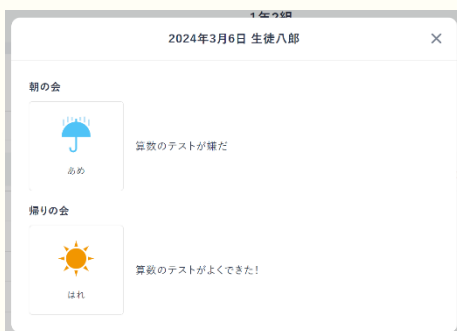 1年2組
2024年3月6日 生徒八郎
朝の会
あめ
算数のテストが嫌だ
帰りの会
はれ
算数のテストがよくできた!